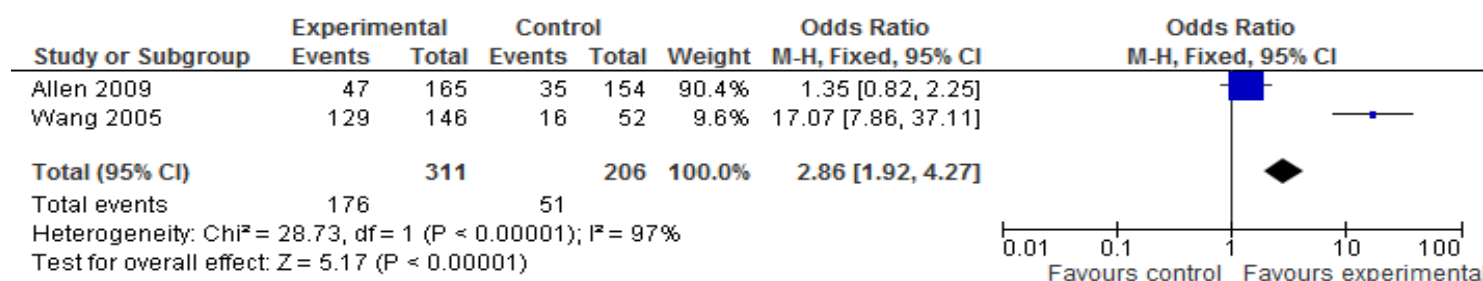 Experimental Control Odds Ratio Odds Ratio
Study or Subgroup Events Total Events Total Weight M-H, Fixed, 95% CI M-H, Fixed, 95% CI
Allen 2009 47 165 35 154 90.4% 1.35 [0.82, 2.25]
Wang 2005 129 146 16 52 9.6% 17.07 [7.86, 37.11]
Total (95% CI) 311 206 100.0% 2.86 [1.92, 4.27]
Total events 176 51
Heterogeneity: Chi² = 28.73, df = 1 (P < 0.00001); I² = 97%
Test for overall effect: Z = 5.17 (P < 0.00001)
0.01 0.1 1 10 100
Favours control Favours experimental